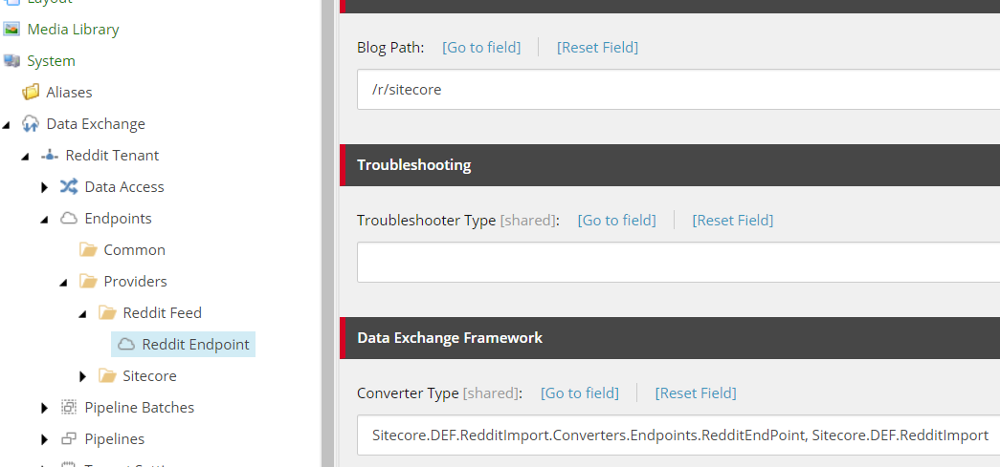 Layout
Media Library
System
Aliases
Data Exchange
Reddit Tenant
Data Access
Endpoints
Common
Providers
Reddit Feed
Reddit Endpoint
Sitecore
Pipeline Batches
Pipelines
Blog Path: [Go to field] [Reset Field]
/r/sitecore
Troubleshooting
Troubleshooter Type [shared]: [Go to field] [Reset Field]
Data Exchange Framework
Converter Type [shared]: [Go to field] [Reset Field]
Sitecore.DEF.RedditImport.Converters.Endpoints.RedditEndPoint, Sitecore.DEF.RedditImport